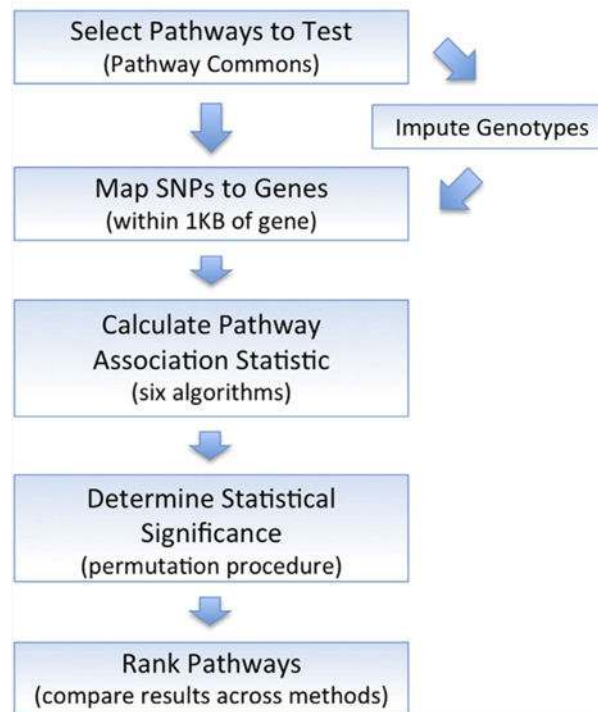 Select Pathways to Test
(Pathway Commons)
Impute Genotypes
Map SNPs to Genes
(within 1KB of gene)
Calculate Pathway
Association Statistic
(six algorithms)
Determine Statistical
Significance
(permutation procedure)
Rank Pathways
(compare results across methods)